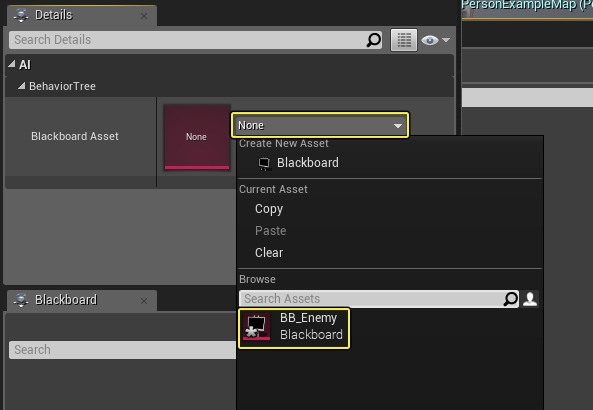 Details
PersonExampleMap (Pe
Search Details
AI
BehaviorTree
Blackboard Asset
None
None
Create New Asset
Blackboard
Current Asset
Copy
Paste
Clear
Browse
Search Assets
BB_Enemy
Blackboard
Blackboard
Search